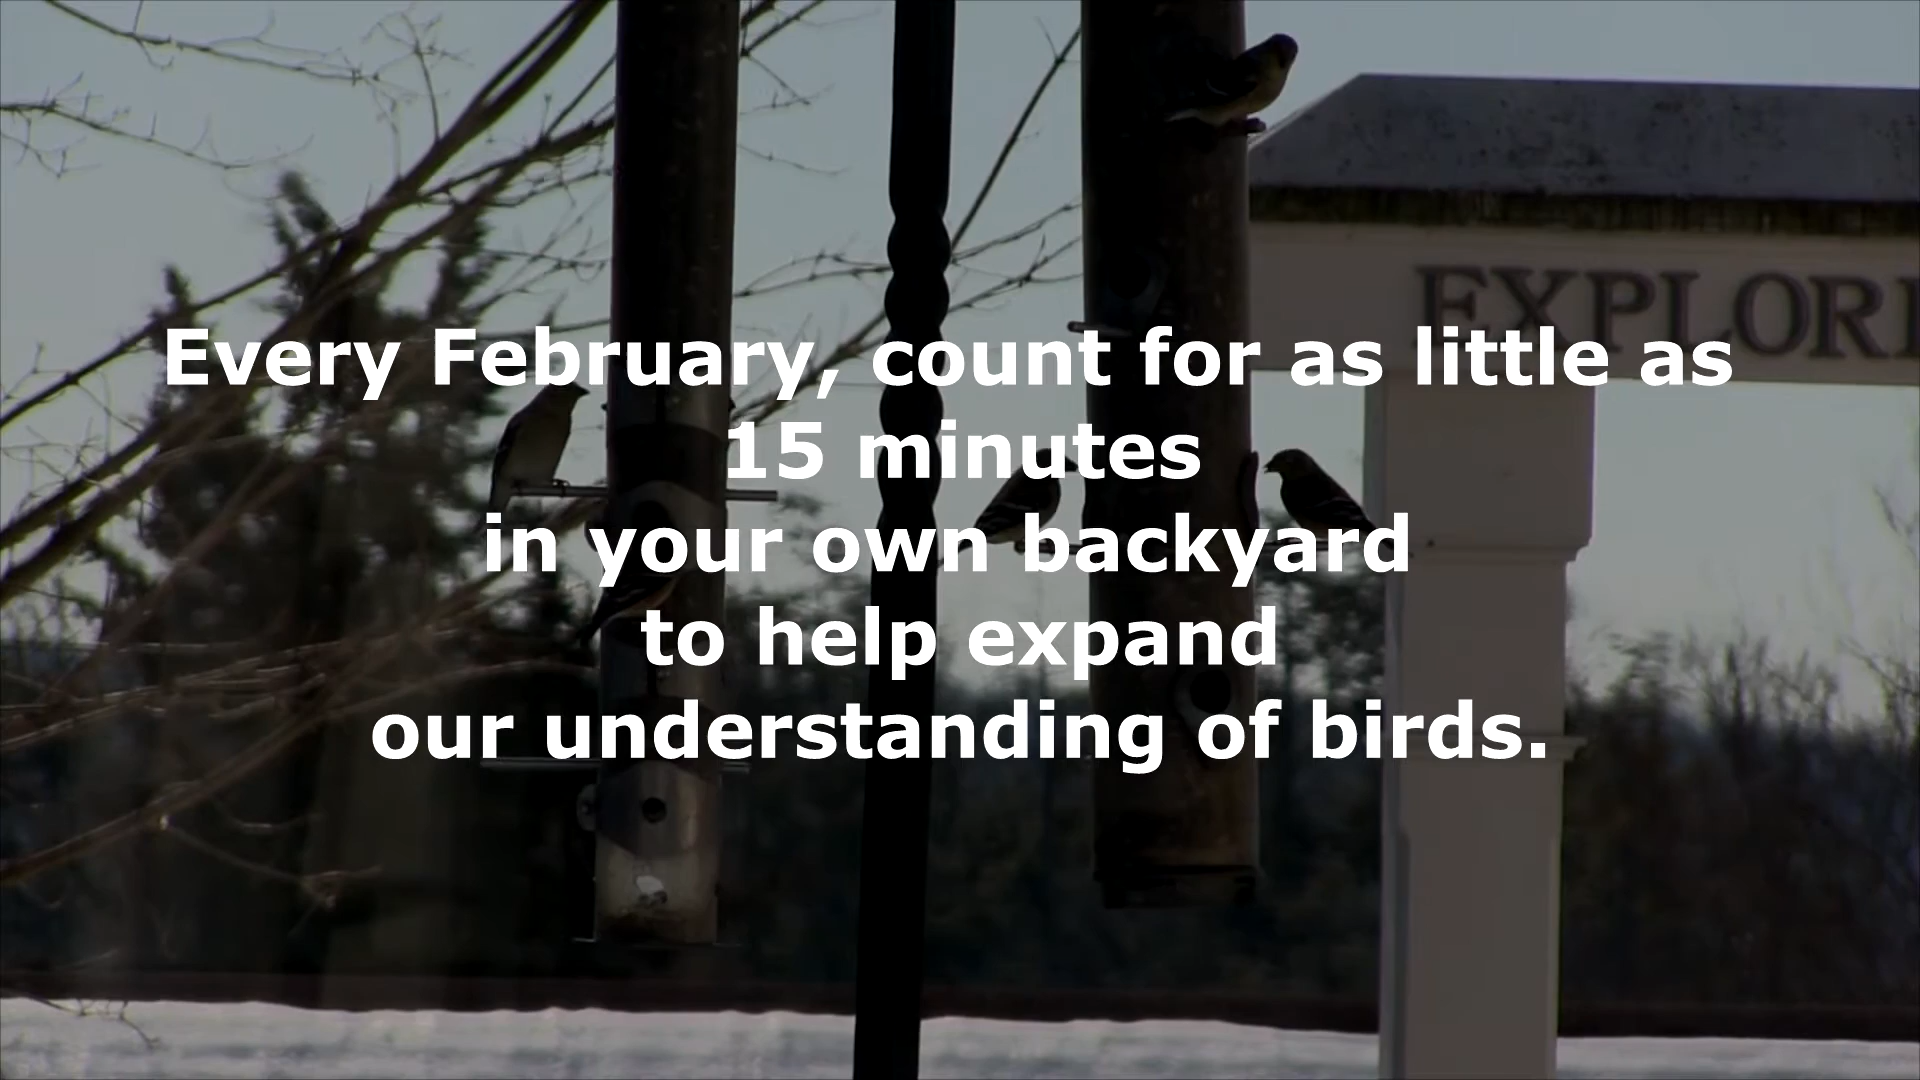 EXPLOR
Every February, count for as little as
15 minutes
in your own backyard
to help expand
our understanding of birds.